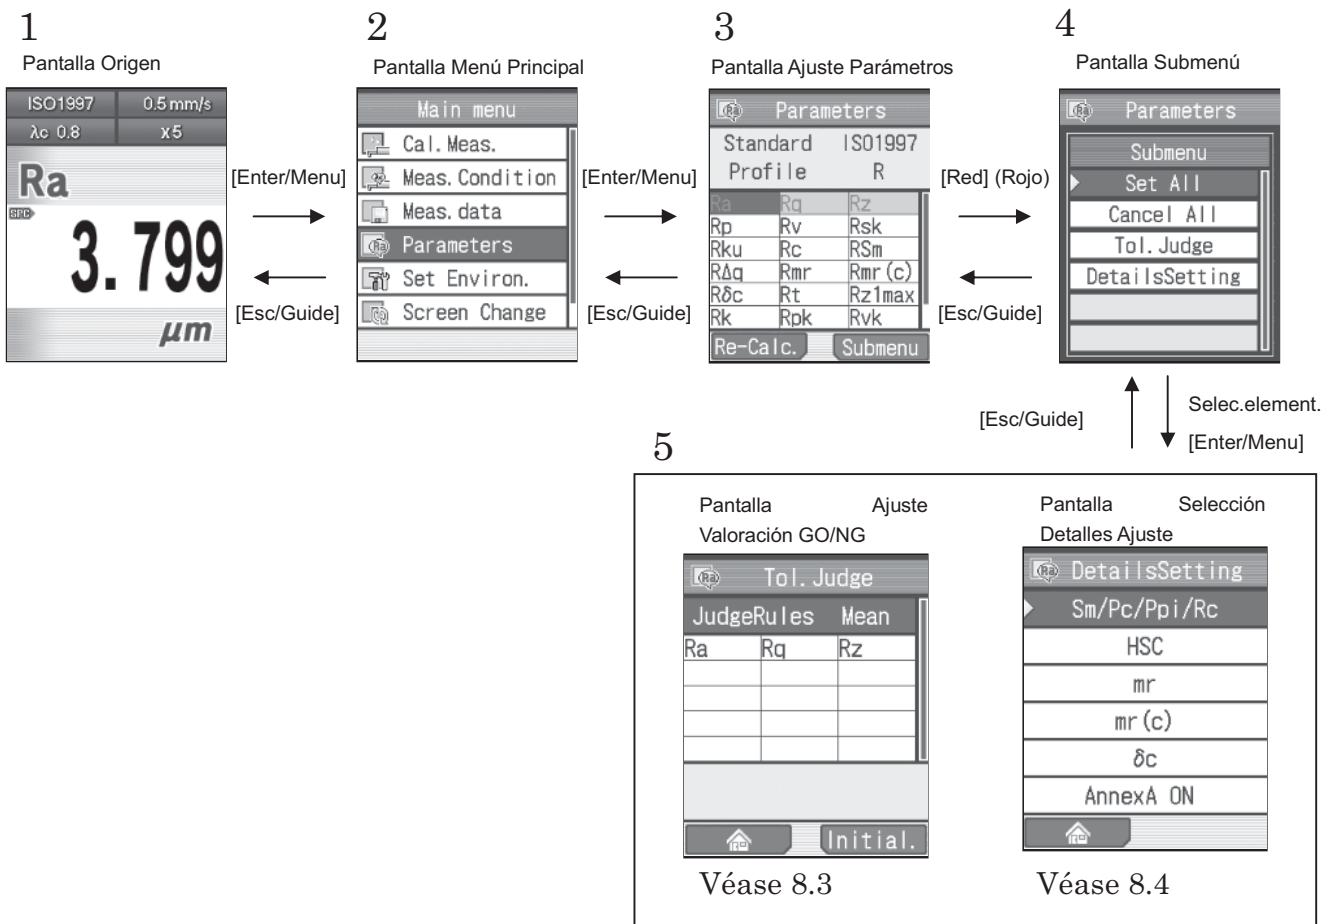 1
Pantalla Origen
ISO1997 0.5 mm/s
λc 0.8 x5
Ra
SPC
3.799
µm
[Enter/Menu]
[Esc/Guide]
2
Pantalla Menú Principal
Main menu
Cal. Meas.
Meas. Condition
Meas. data
Parameters
Set Environ.
Screen Change
[Enter/Menu]
[Esc/Guide]
3
Pantalla Ajuste Parámetros
Parameters
Standard ISO1997
Profile R
Ra Rq Rz
Rp Rv Rsk
Rku Rc RSm
RΔq Rmr Rmr(c)
Rδc Rt Rz1max
Rk Rpk Rvk
Re-Calc. Submenu
[Red] (Rojo)
[Esc/Guide]
4
Pantalla Submenú
Parameters
Submenu
Set All
Cancel All
Tol. Judge
DetailsSetting
[Esc/Guide]
Selec.element.
[Enter/Menu]
5
Pantalla Ajuste
Valoración GO/NG
Tol. Judge
JudgeRules Mean
Ra Rq Rz
Initial.
Véase 8.3
Pantalla Selección
Detalles Ajuste
DetailsSetting
Sm/Pc/Ppi/Rc
HSC
mr
mr(c)
δc
AnnexA ON
Véase 8.4